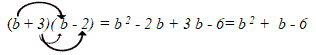 (b + 3)( b - 2) = b² - 2 b + 3 b - 6= b² + b - 6